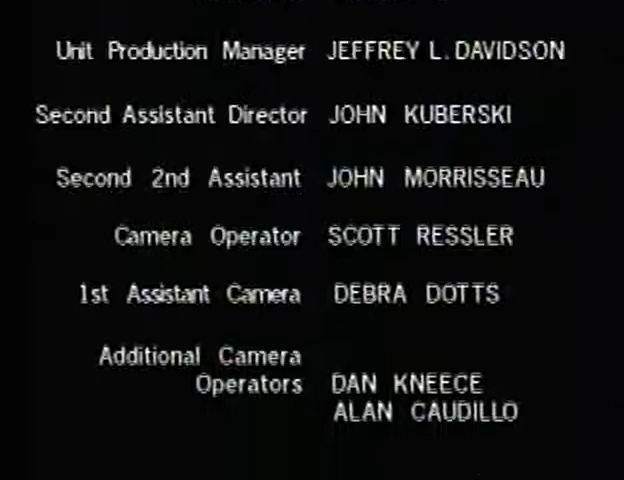 Unit Production Manager JEFFREY L. DAVIDSON
Second Assistant Director JOHN KUBERSKI
Second 2nd Assistant JOHN MORRISSEAU
Camera Operator SCOTT RESSLER
1st Assistant Camera DEBRA DOTTS
Additional Camera
Operators DAN KNEECE
ALAN CAUDILLO